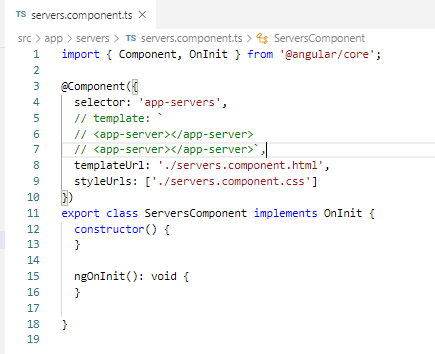 TS servers.component.ts ×
src > app > servers > TS servers.component.ts > ServersComponent
1 import { Component, OnInit } from '@angular/core';
2
3 @Component({
4 selector: 'app-servers',
5 // template: `
6 // <app-server></app-server>
7 // <app-server></app-server>`,
8 templateUrl: './servers.component.html',
9 styleUrls: ['./servers.component.css']
10 })
11 export class ServersComponent implements OnInit {
12 constructor() {
13 }
14
15 ngOnInit(): void {
16 }
17
18 }
19